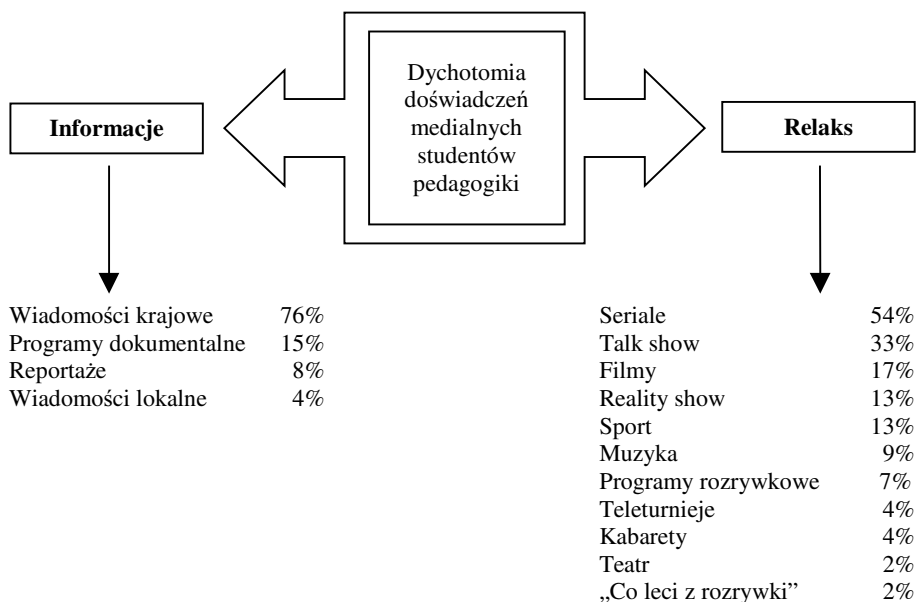 Dychotomia
doświadczeń
medialnych
studentów
pedagogiki
Informacje
Relaks
Wiadomości krajowe 76%
Programy dokumentalne 15%
Reportaże 8%
Wiadomości lokalne 4%
Seriale 54%
Talk show 33%
Filmy 17%
Reality show 13%
Sport 13%
Muzyka 9%
Programy rozrywkowe 7%
Teleturnieje 4%
Kabarety 4%
Teatr 2%
„Co leci z rozrywki” 2%